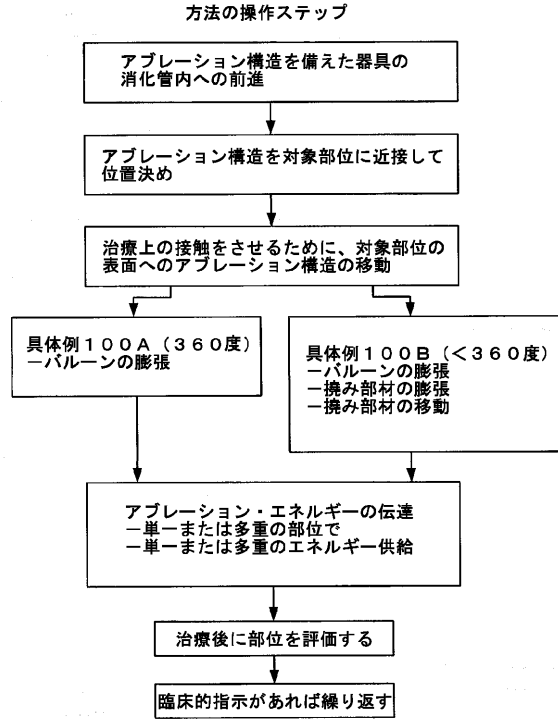 方法の操作ステップ
アブレーション構造を備えた器具の
消化管内への前進
アブレーション構造を対象部位に近接して
位置決め
治療上の接触をさせるために、対象部位の
表面へのアブレーション構造の移動
具体例100A(360度)
－バルーンの膨張
具体例100B(<360度)
－バルーンの膨張
－撓み部材の膨張
－撓み部材の移動
アブレーション・エネルギーの伝達
－単一または多重の部位で
－単一または多重のエネルギー供給
治療後に部位を評価する
臨床的指示があれば繰り返す